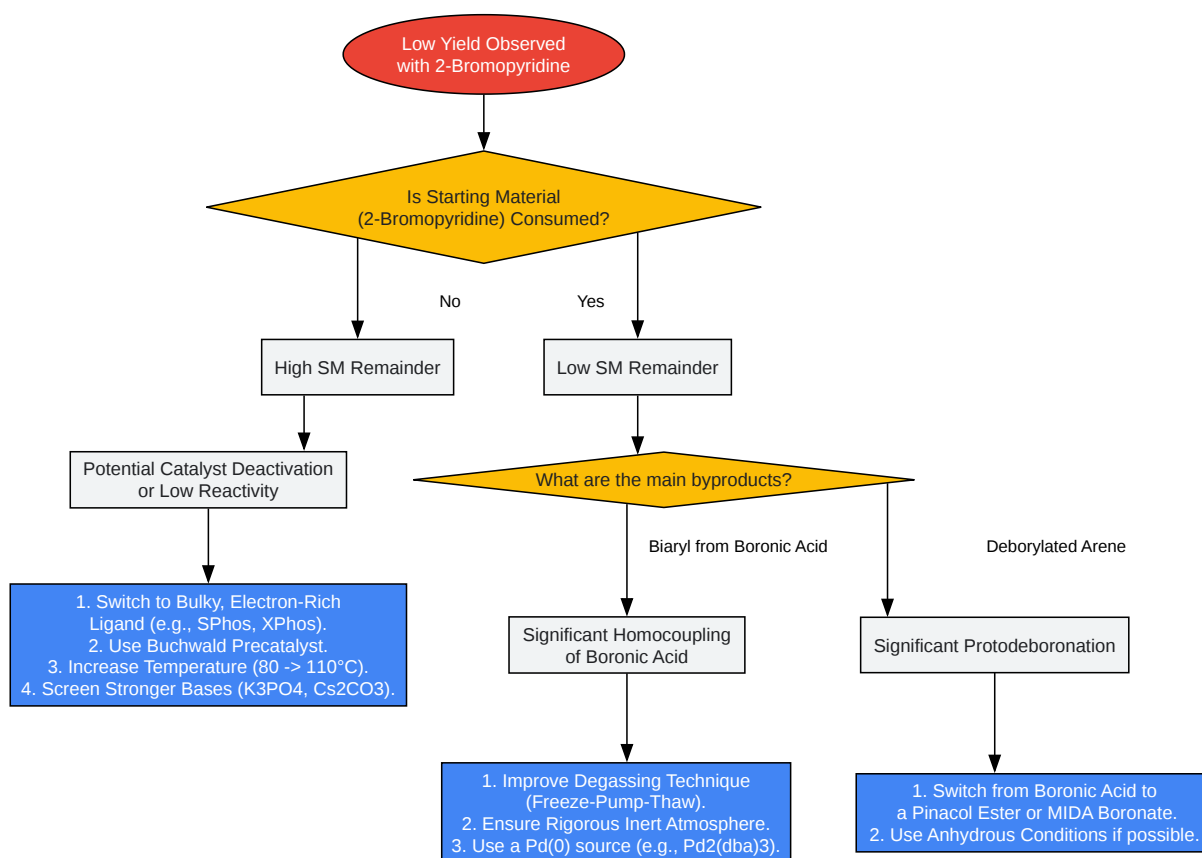 Low Yield Observed
with 2-Bromopyridine
Is Starting Material
(2-Bromopyridine) Consumed?
No
Yes
High SM Remainder
Low SM Remainder
Potential Catalyst Deactivation
or Low Reactivity
What are the main byproducts?
Biaryl from Boronic Acid
Deborylated Arene
1. Switch to Bulky, Electron-Rich
Ligand (e.g., SPhos, XPhos).
2. Use Buchwald Precatalyst.
3. Increase Temperature (80 -> 110°C).
4. Screen Stronger Bases (K3PO4, Cs2CO3).
Significant Homocoupling
of Boronic Acid
Significant Protodeboronation
1. Improve Degassing Technique
(Freeze-Pump-Thaw).
2. Ensure Rigorous Inert Atmosphere.
3. Use a Pd(0) source (e.g., Pd2(dba)3).
1. Switch from Boronic Acid to
a Pinacol Ester or MIDA Boronate.
2. Use Anhydrous Conditions if possible.